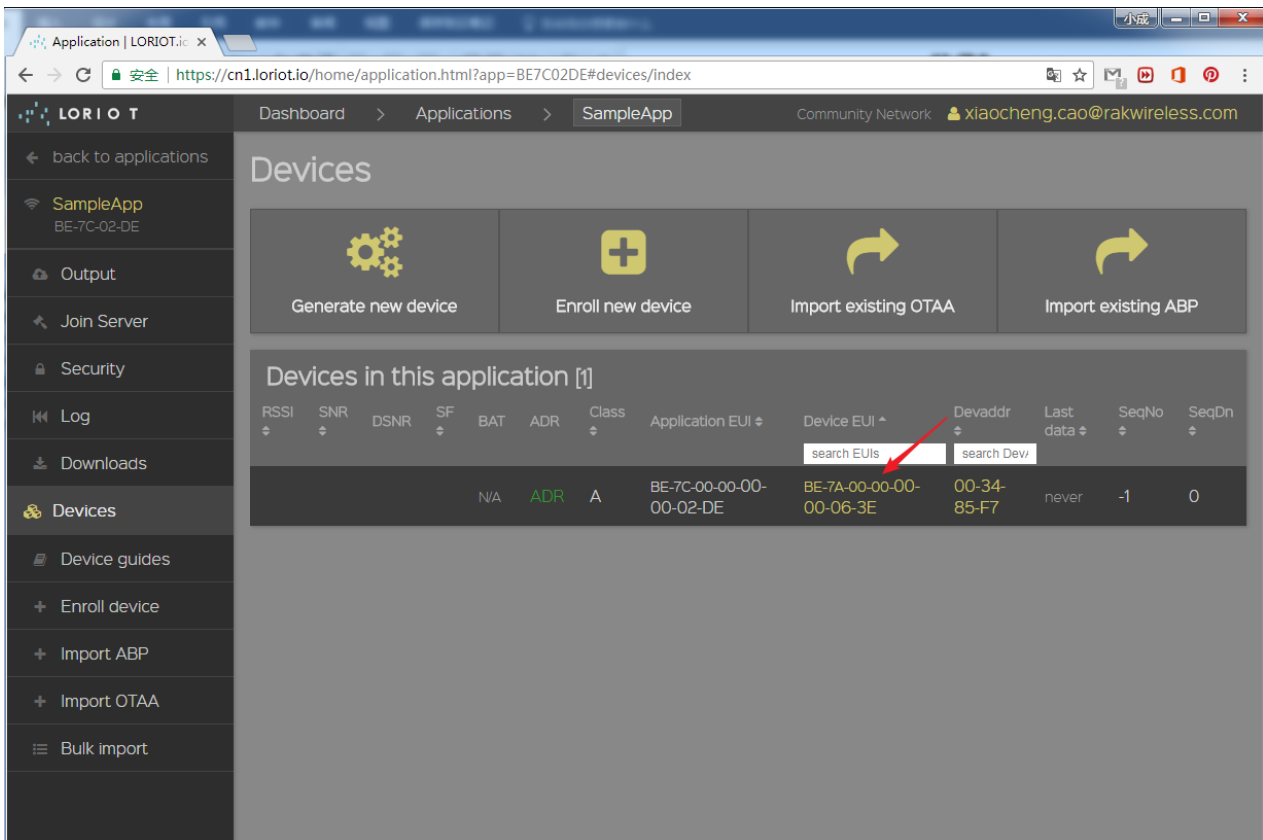 小成
Application | LORIOT.ic
安全 | https://cn1.loriot.io/home/application.html?app=BE7C02DE#devices/index
LORIOT
Dashboard > Applications > SampleApp
Community Network xiaocheng.cao@rakwireless.com
back to applications
SampleApp
BE-7C-02-DE
Output
Join Server
Security
Log
Downloads
Devices
Device guides
Enroll device
Import ABP
Import OTAA
Bulk import
Devices
Generate new device
Enroll new device
Import existing OTAA
Import existing ABP
Devices in this application [1]
RSSI SNR DSNR SF BAT ADR Class Application EUI Device EUI Devaddr Last data SeqNo SeqDn
search EUIs search Dev
N/A ADR A BE-7C-00-00-00- BE-7A-00-00-00- 00-34- never -1 0
00-02-DE 00-06-3E 85-F7